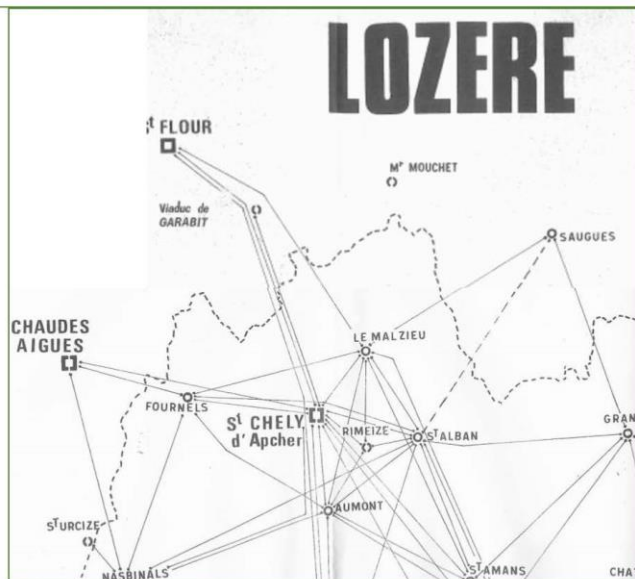 LOZERE
St FLOUR
Mt MOUCHET
Viaduc de
GARABIT
SAUGUES
CHAUDES
AIGUES
LE MALZIEU
FOURNELS
St CHELY
d'Apcher
RIMEIZE
St ALBAN
GRAN
AUMONT
St URCIZE
NASBINALS
St AMANS
CHA